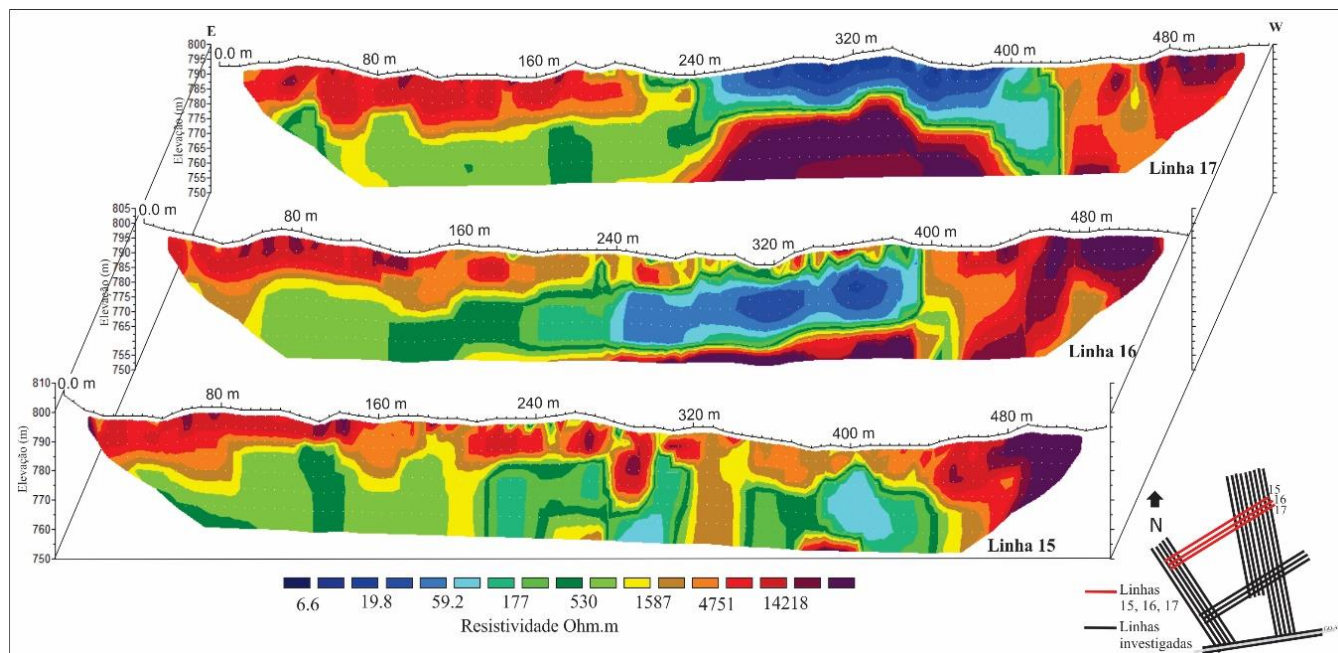 E W
800 0.0 m 80 m 160 m 240 m 320 m 400 m 480 m
795
790
785
780
775
770
765
760
755
750
Elevação (m)
Linha 17
805 0.0 m 80 m 160 m 240 m 320 m 400 m 480 m
800
795
790
785
780
775
770
765
760
755
750
Elevação (m)
Linha 16
810 0.0 m 80 m 160 m 240 m 320 m 400 m 480 m
800
790
780
770
760
750
Elevação (m)
Linha 15
6.6 19.8 59.2 177 530 1587 4751 14218
Resistividade Ohm.m
15
16
17
N
Linhas
15, 16, 17
Linhas
investigadas